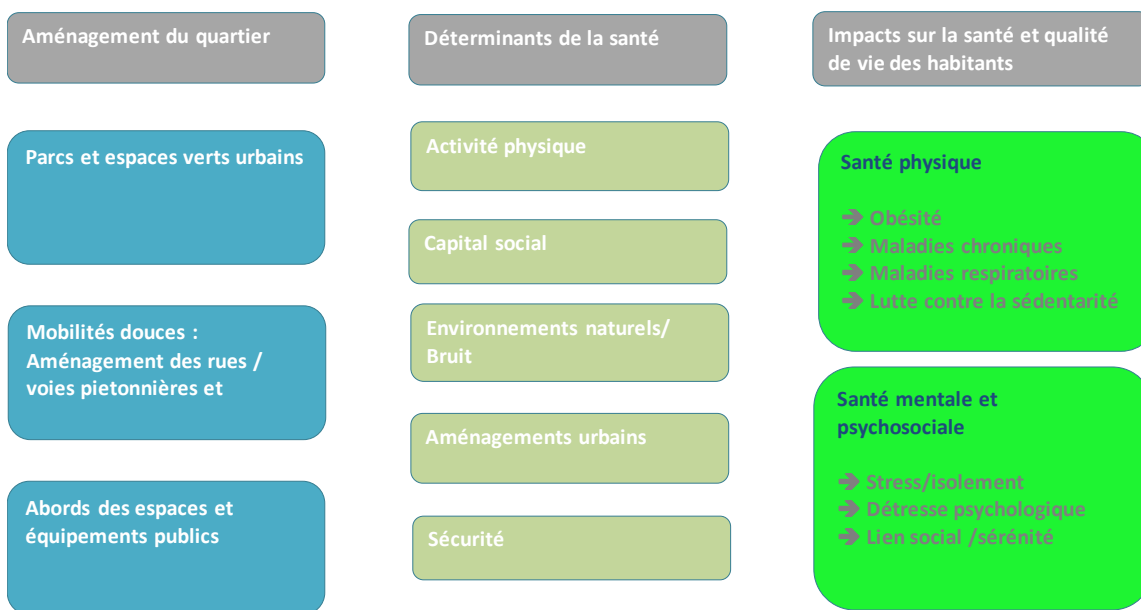 Aménagement du quartier
Parcs et espaces verts urbains
Mobilités douces :
Aménagement des rues /
voies pietonnières et
Abords des espaces et
équipements publics
Déterminants de la santé
Activité physique
Capital social
Environnements naturels/
Bruit
Aménagements urbains
Sécurité
Impacts sur la santé et qualité
de vie des habitants
Santé physique
➔ Obésité
➔ Maladies chroniques
➔ Maladies respiratoires
➔ Lutte contre la sédentarité
Santé mentale et
psychosociale
➔ Stress/isolement
➔ Détresse psychologique
➔ Lien social /sérénité